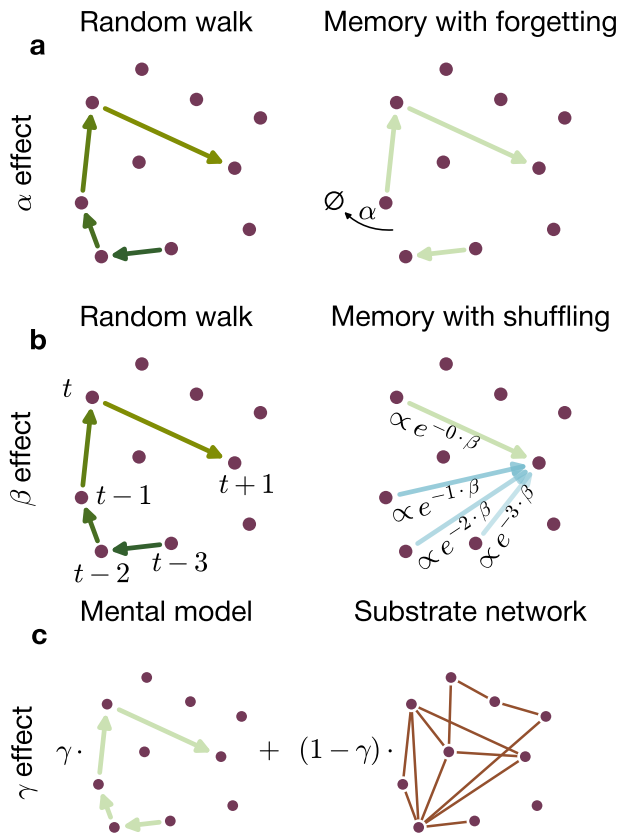 Random walk
Memory with forgetting
a
α effect
∅
α
Random walk
Memory with shuffling
b
β effect
t
t − 1
t + 1
t − 2
t − 3
∝ e^{−0·β}
∝ e^{−1·β}
∝ e^{−2·β}
∝ e^{−3·β}
Mental model
Substrate network
c
γ effect
γ· + (1 − γ)·